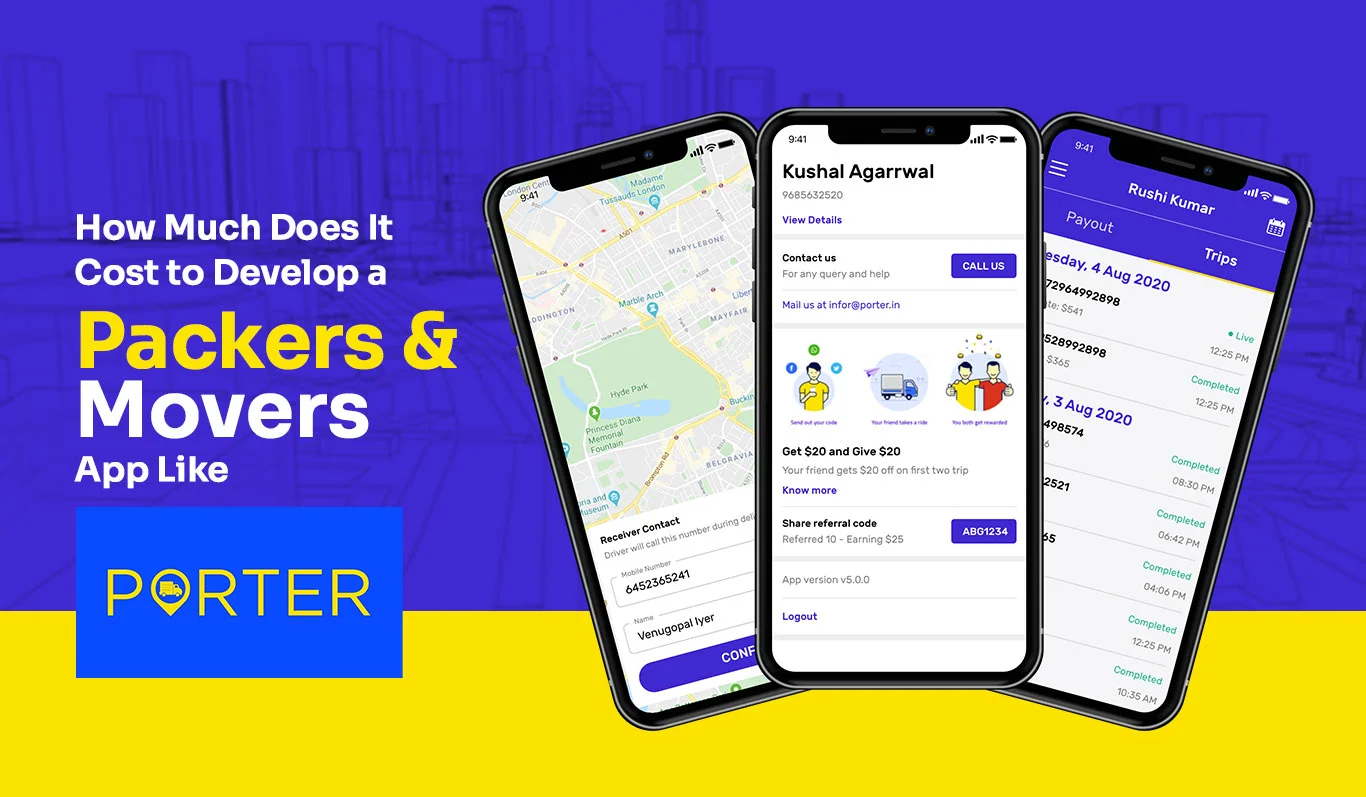 How Much Does It
Cost to Develop a
Packers &
Movers
App Like
PORTER
9:41
London Cen
Madame
Tussauds London
A501
MARYLEBONE
Marble Arch
Libert
DDINGTON
MAYFAIR
Hyde Park
Bucking
Princess Diana
Memorial
Fountain
BELGRAVIA
Brompton Rd
oria and
Museum
Receiver Contact
Driver will call this number during deli
Mobile Number
6452365241
Name
Venugopal Iyer
CONF
9:41
Kushal Agarrwal
9685632520
View Details
Contact us
For any query and help
CALL US
Mail us at infor@porter.in
Send out your code
Your friend takes a ride
You both get rewarded
Get $20 and Give $20
Your friend gets $20 off on first two trip
Know more
Share referral code
Referred 10 - Earning $25
ABG1234
App version v5.0.0
Logout
9:41
Rushi Kumar
Payout
Trips
esday, 4 Aug 2020
72964992898
te: $541
Live
12:25 PM
528992898
$365
Completed
12:25 PM
y, 3 Aug 2020
498574
6
Completed
08:30 PM
2521
Completed
06:42 PM
65
Completed
04:06 PM
Completed
12:25 PM
Completed
10:35 AM